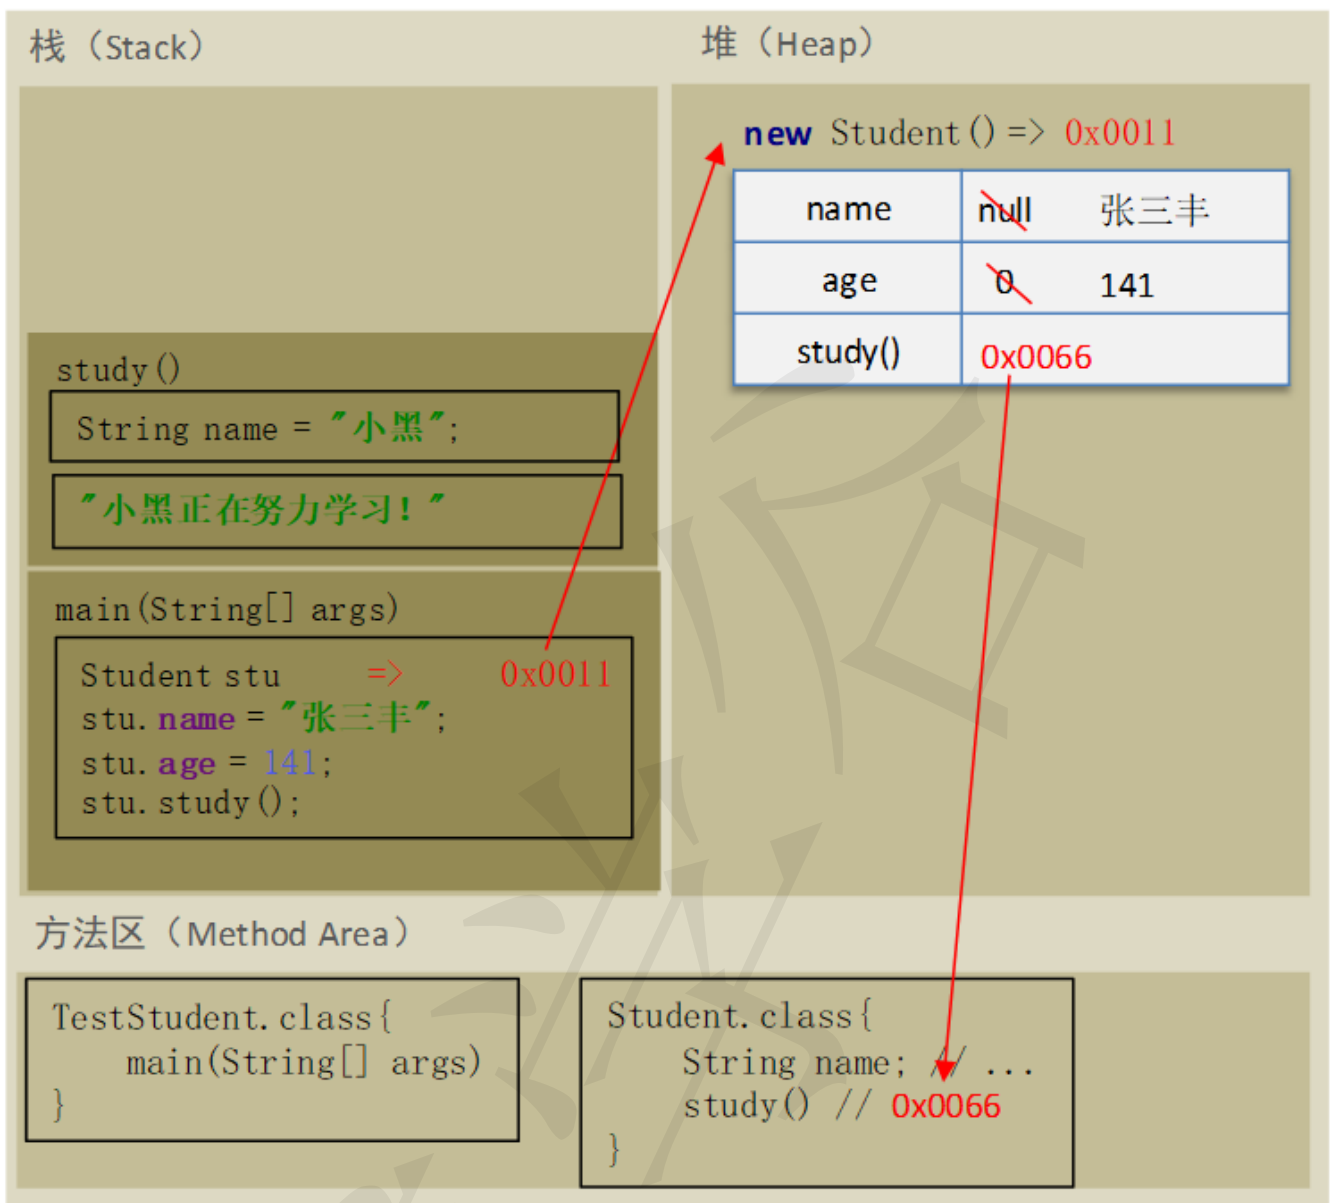 栈（Stack）
study()
String name = "小黑";
"小黑正在努力学习！"
main(String[] args)
Student stu => 0x0011
stu.name = "张三丰";
stu.age = 141;
stu.study();
堆（Heap）
new Student() => 0x0011
name null 张三丰
age 0 141
study() 0x0066
方法区（Method Area）
TestStudent.class{
main(String[] args)
}
Student.class{
String name; // ...
study() // 0x0066
}